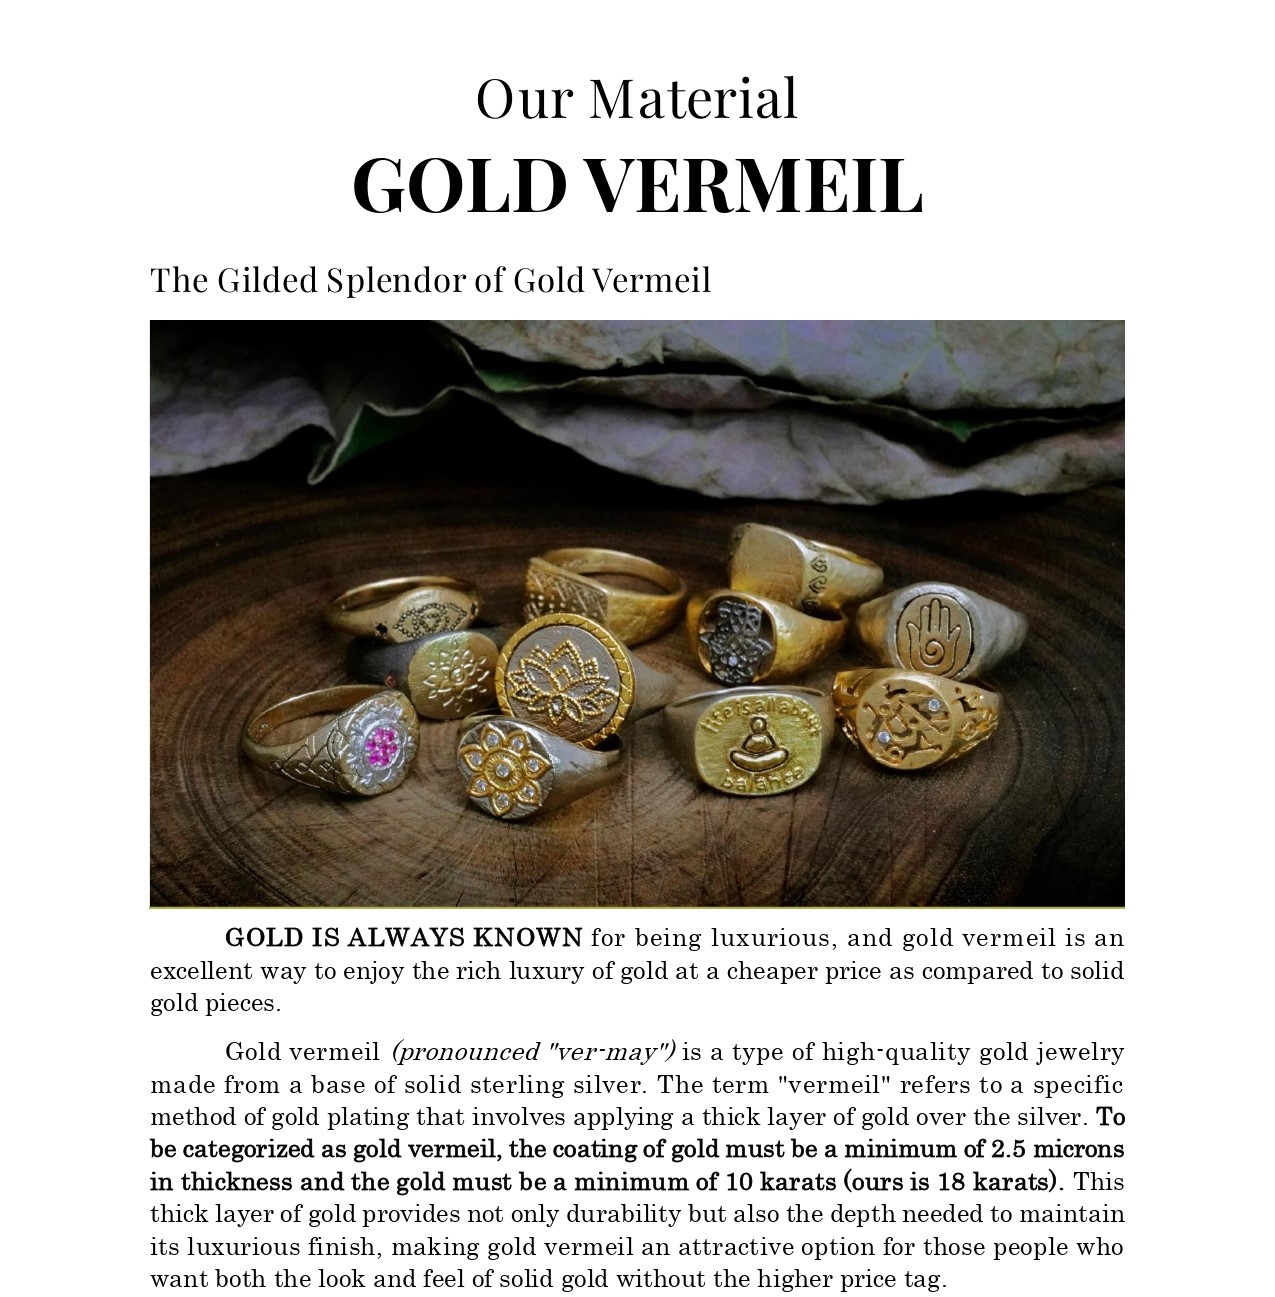 Our Material
GOLD VERMEIL
The Gilded Splendor of Gold Vermeil
life is all about
balance
GOLD IS ALWAYS KNOWN for being luxurious, and gold vermeil is an
excellent way to enjoy the rich luxury of gold at a cheaper price as compared to solid
gold pieces.
Gold vermeil (pronounced "ver-may") is a type of high-quality gold jewelry
made from a base of solid sterling silver. The term "vermeil" refers to a specific
method of gold plating that involves applying a thick layer of gold over the silver. To
be categorized as gold vermeil, the coating of gold must be a minimum of 2.5 microns
in thickness and the gold must be a minimum of 10 karats (ours is 18 karats). This
thick layer of gold provides not only durability but also the depth needed to maintain
its luxurious finish, making gold vermeil an attractive option for those people who
want both the look and feel of solid gold without the higher price tag.